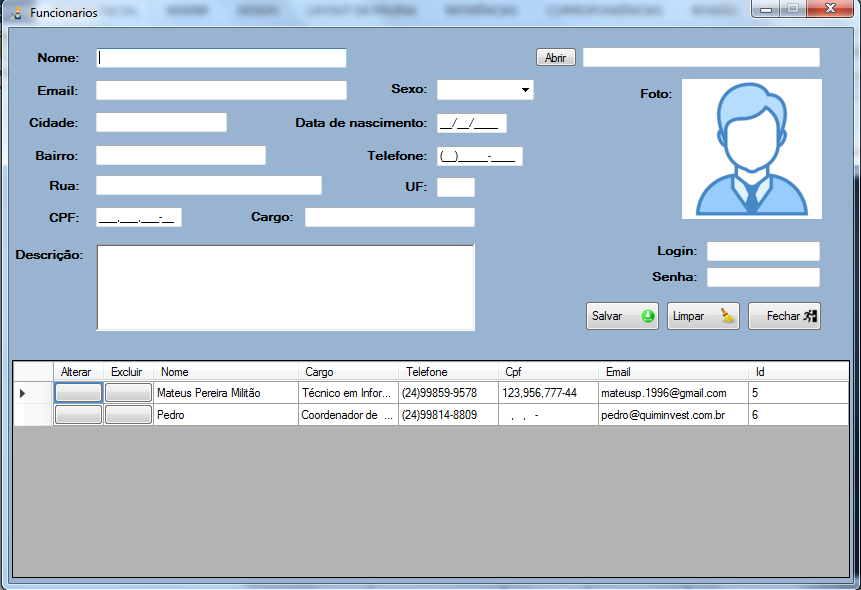 Funcionarios
Nome:
Abrir
Email:
Sexo:
Foto:
Cidade:
Data de nascimento: __/__/____
Bairro:
Telefone: (__)_____-____
Rua:
UF:
CPF: ___.___.___-__
Cargo:
Descrição:
Login:
Senha:
Salvar Limpar Fechar
Alterar Excluir Nome Cargo Telefone Cpf Email Id
Mateus Pereira Militão Técnico em Infor... (24)99859-9578 123,956,777-44 mateusp.1996@gmail.com 5
Pedro Coordenador de ... (24)99814-8809 , , - pedro@quiminvest.com.br 6